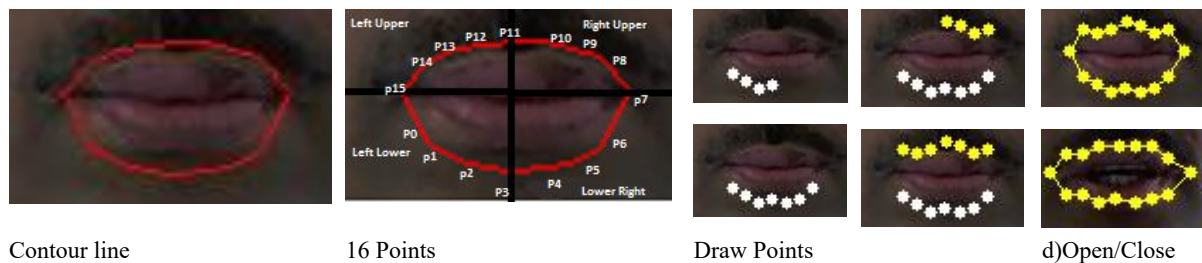 Left Upper
Right Upper
P11
P12
P10
P13
P9
P14
P8
p15
p7
P0
P6
Left Lower
p1
P5
p2
P4
P3
Lower Right
Contour line
16 Points
Draw Points
d)Open/Close